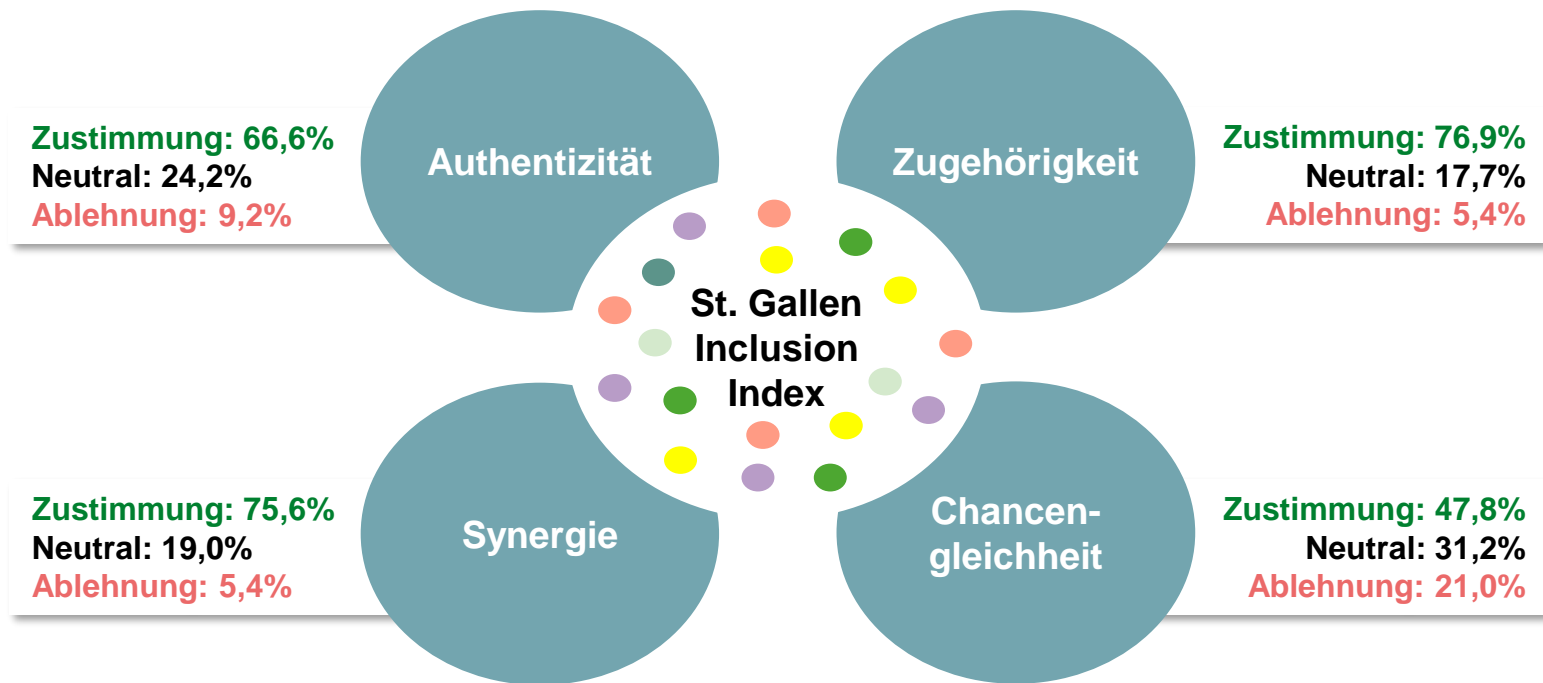 Zustimmung: 66,6%
Neutral: 24,2%
Ablehnung: 9,2%
Authentizität
Zugehörigkeit
Zustimmung: 76,9%
Neutral: 17,7%
Ablehnung: 5,4%
St. Gallen
Inclusion
Index
Zustimmung: 75,6%
Neutral: 19,0%
Ablehnung: 5,4%
Synergie
Chancen-
gleichheit
Zustimmung: 47,8%
Neutral: 31,2%
Ablehnung: 21,0%